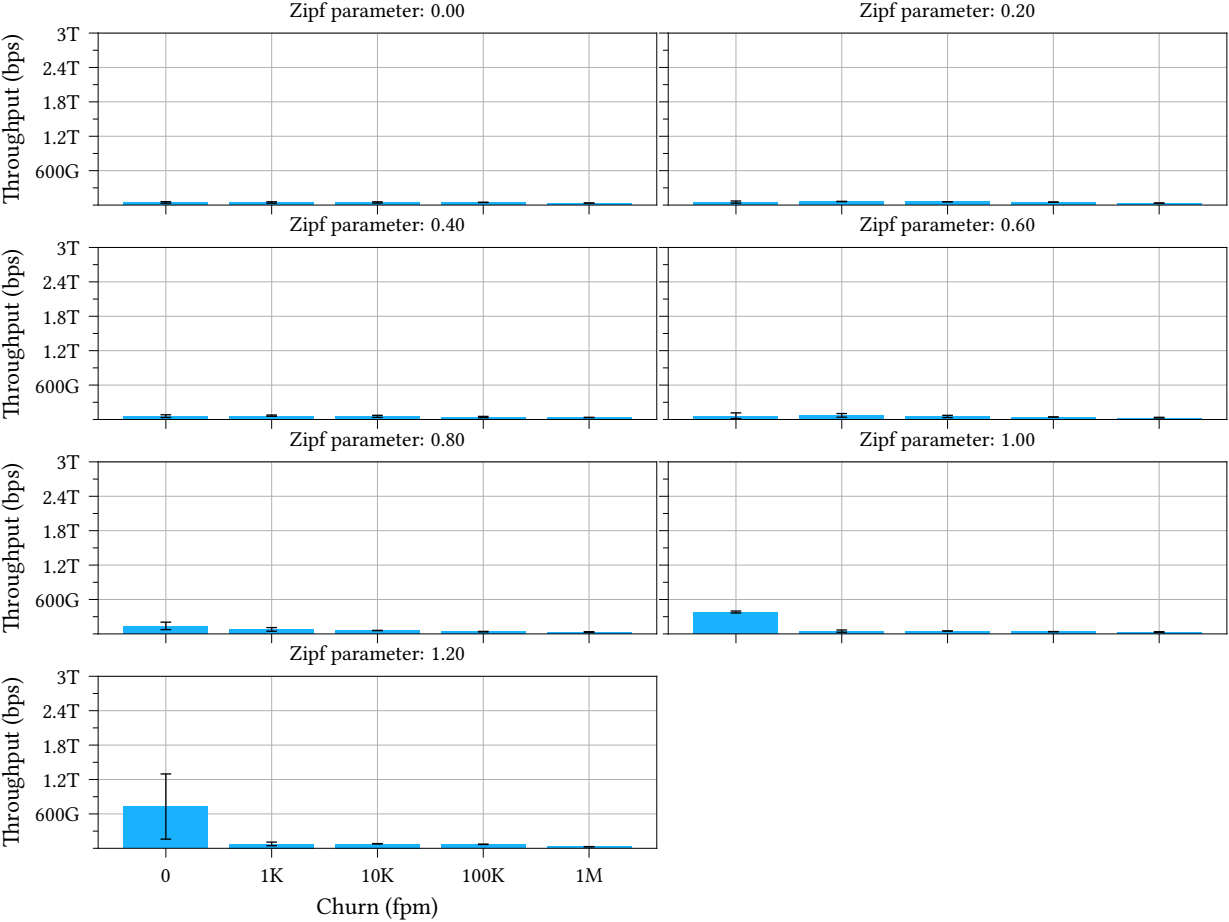 Zipf parameter: 0.00
Zipf parameter: 0.20
Throughput (bps)
3T
2.4T
1.8T
1.2T
600G
Zipf parameter: 0.40
Zipf parameter: 0.60
Throughput (bps)
3T
2.4T
1.8T
1.2T
600G
Zipf parameter: 0.80
Zipf parameter: 1.00
Throughput (bps)
3T
2.4T
1.8T
1.2T
600G
Zipf parameter: 1.20
Throughput (bps)
3T
2.4T
1.8T
1.2T
600G
0 1K 10K 100K 1M
Churn (fpm)